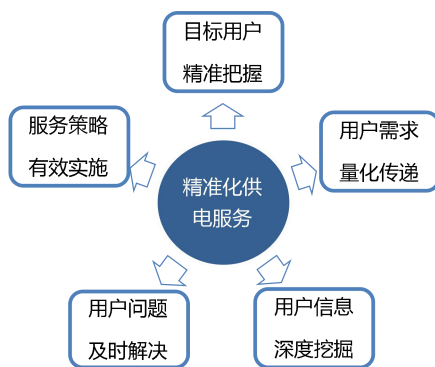 目标用户
精准把握
服务策略
有效实施
用户需求
量化传递
精准化供
电服务
用户问题
及时解决
用户信息
深度挖掘